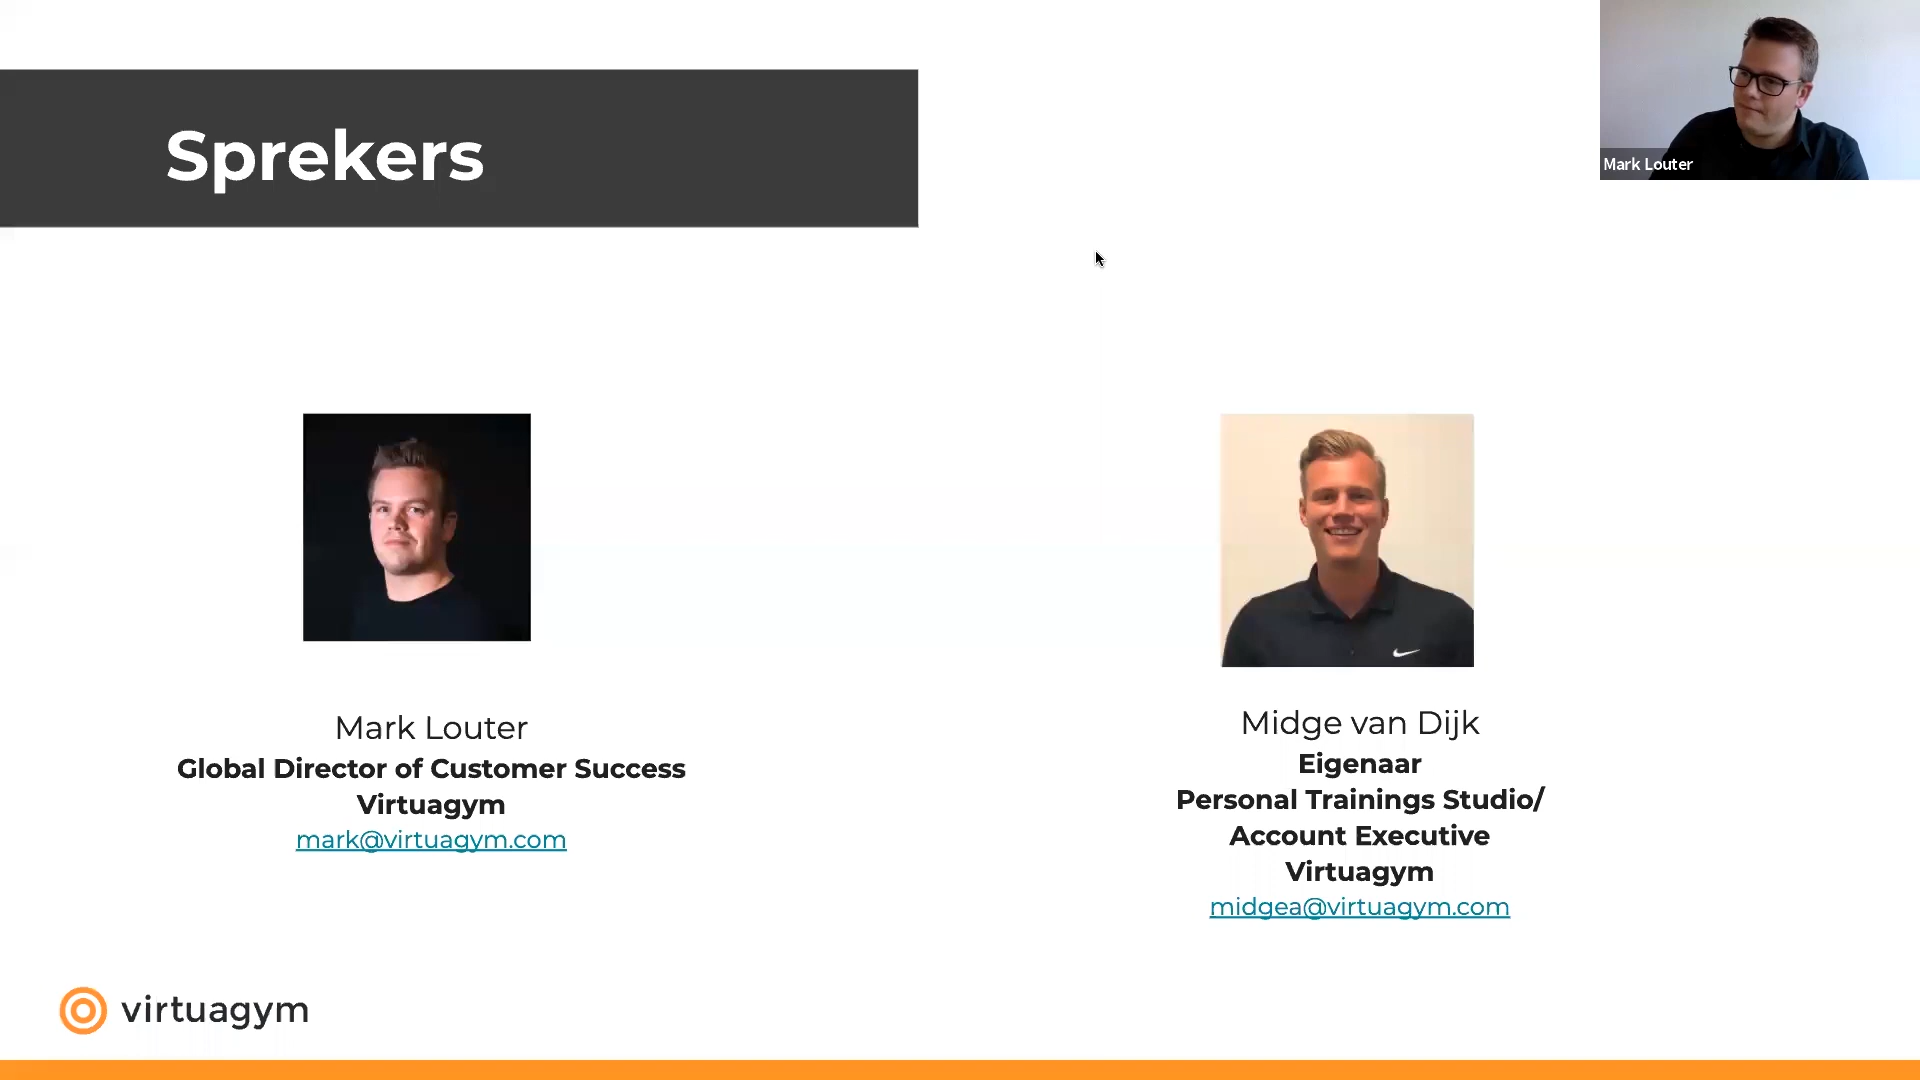 Sprekers
Mark Louter
Mark Louter
Global Director of Customer Success
Virtuagym
mark@virtuagym.com
Midge van Dijk
Eigenaar
Personal Trainings Studio/
Account Executive
Virtuagym
midgea@virtuagym.com
virtuagym